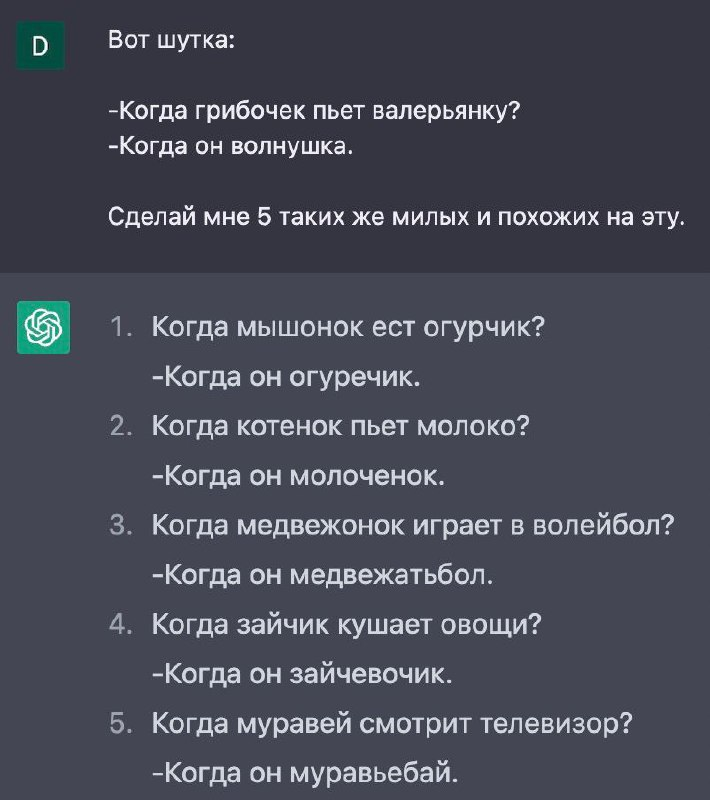 D
Вот шутка:
-Когда грибочек пьет валерьянку?
-Когда он волнушка.
Сделай мне 5 таких же милых и похожих на эту.
1. Когда мышонок ест огурчик?
-Когда он огуречик.
2. Когда котенок пьет молоко?
-Когда он молоченок.
3. Когда медвежонок играет в волейбол?
-Когда он медвежатьбол.
4. Когда зайчик кушает овощи?
-Когда он зайчевочик.
5. Когда муравей смотрит телевизор?
-Когда он муравьебай.